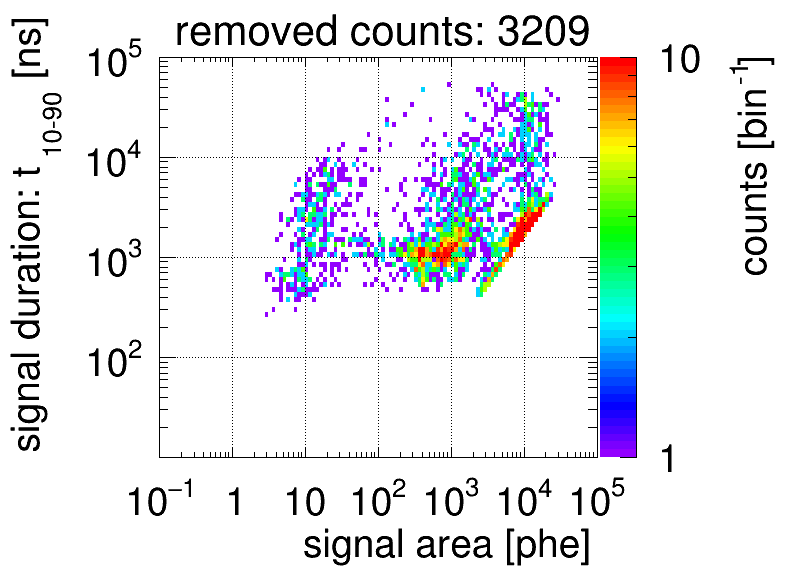 removed counts: 3209
signal duration: t 10-90 [ns]
10^5
10^4
10^3
10^2
10^−1 1 10 10^2 10^3 10^4 10^5
signal area [phe]
10
1
counts [bin^-1]